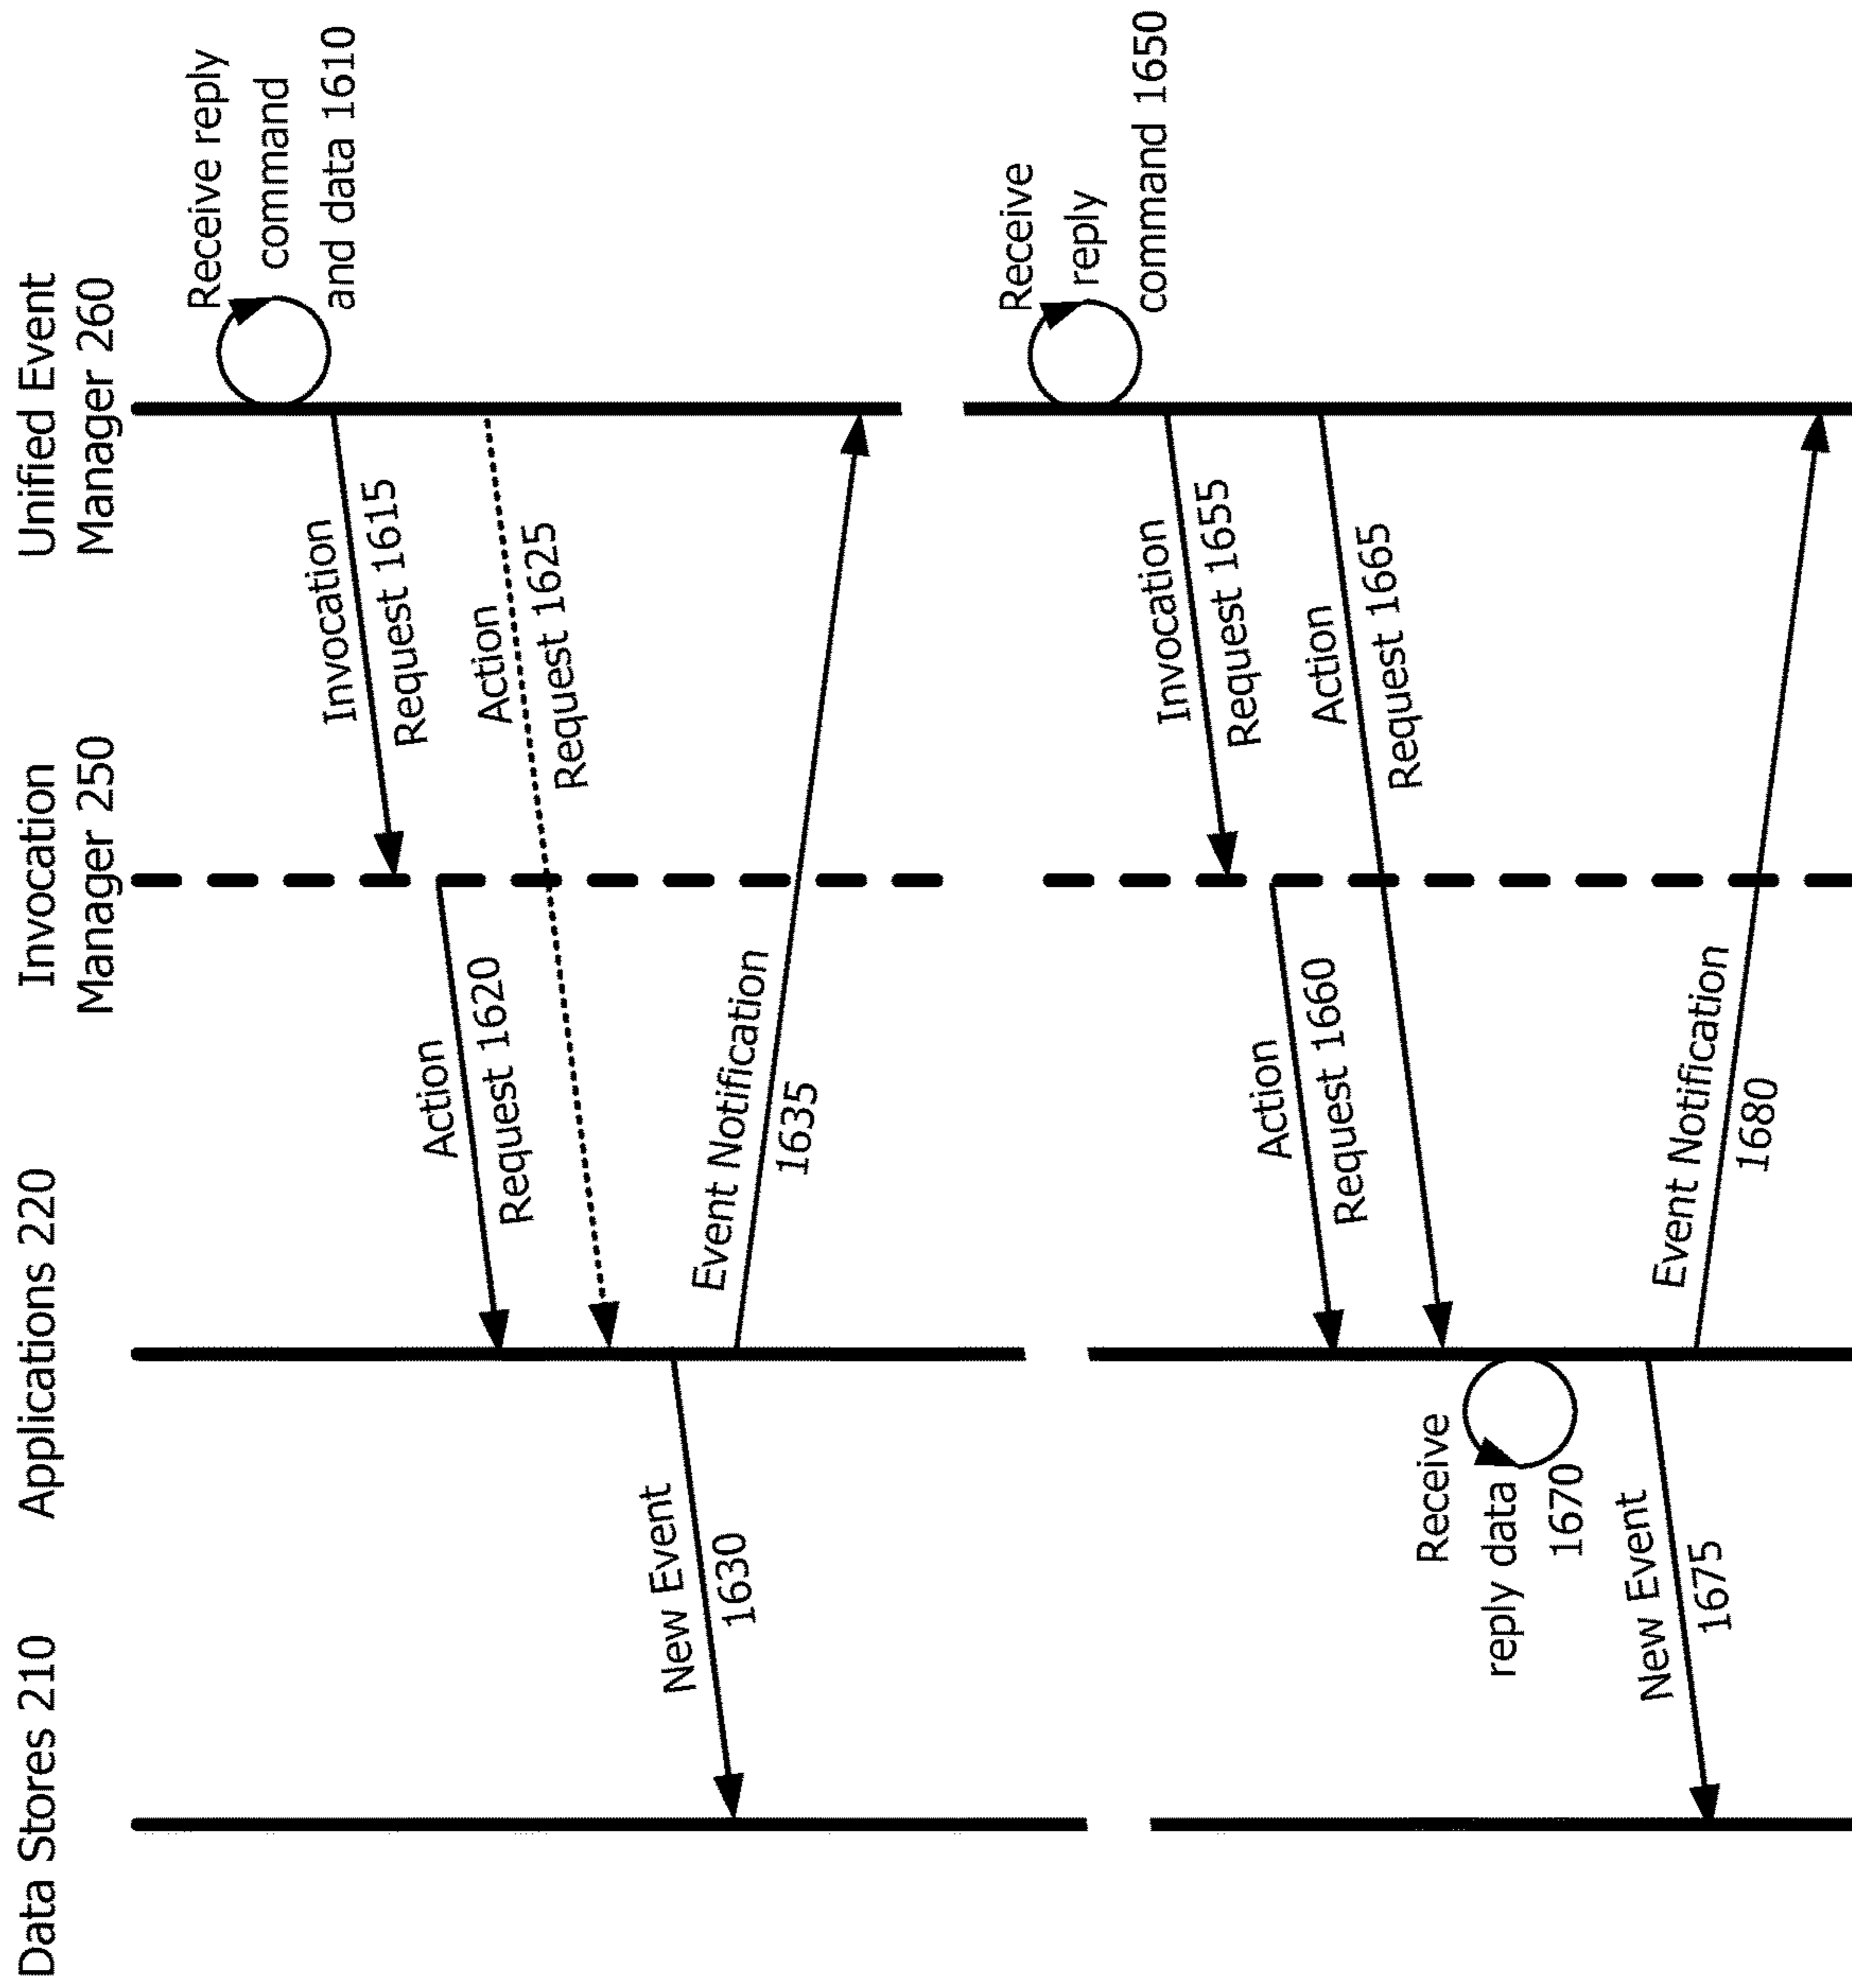 Data Stores 210
Applications 220
Invocation
Manager 250
Unified Event
Manager 260
Receive reply
command
and data 1610
Invocation
Request 1615
Action
Request 1620
Action
Request 1625
New Event
1630
Event Notification
1635
Receive
reply
command 1650
Invocation
Request 1655
Action
Request 1660
Action
Request 1665
Receive
reply data
1670
New Event
1675
Event Notification
1680